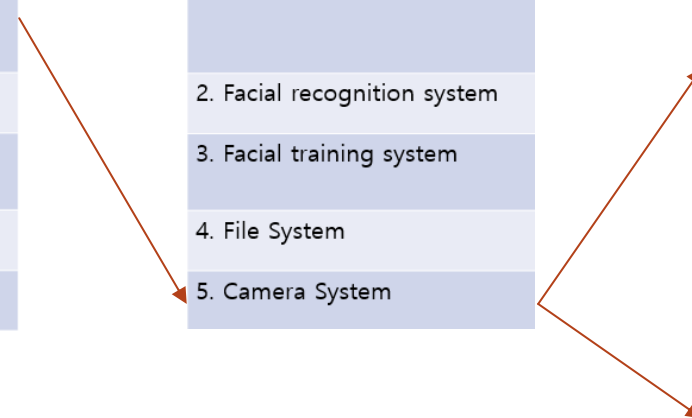 2. Facial recognition system
3. Facial training system
4. File System
5. Camera System